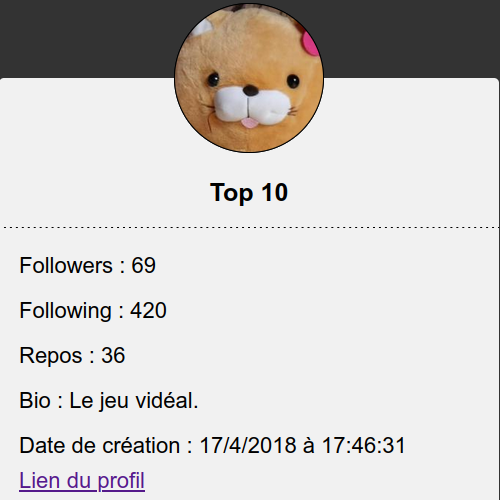 Top 10
Followers : 69
Following : 420
Repos : 36
Bio : Le jeu vidéal.
Date de création : 17/4/2018 à 17:46:31
Lien du profil